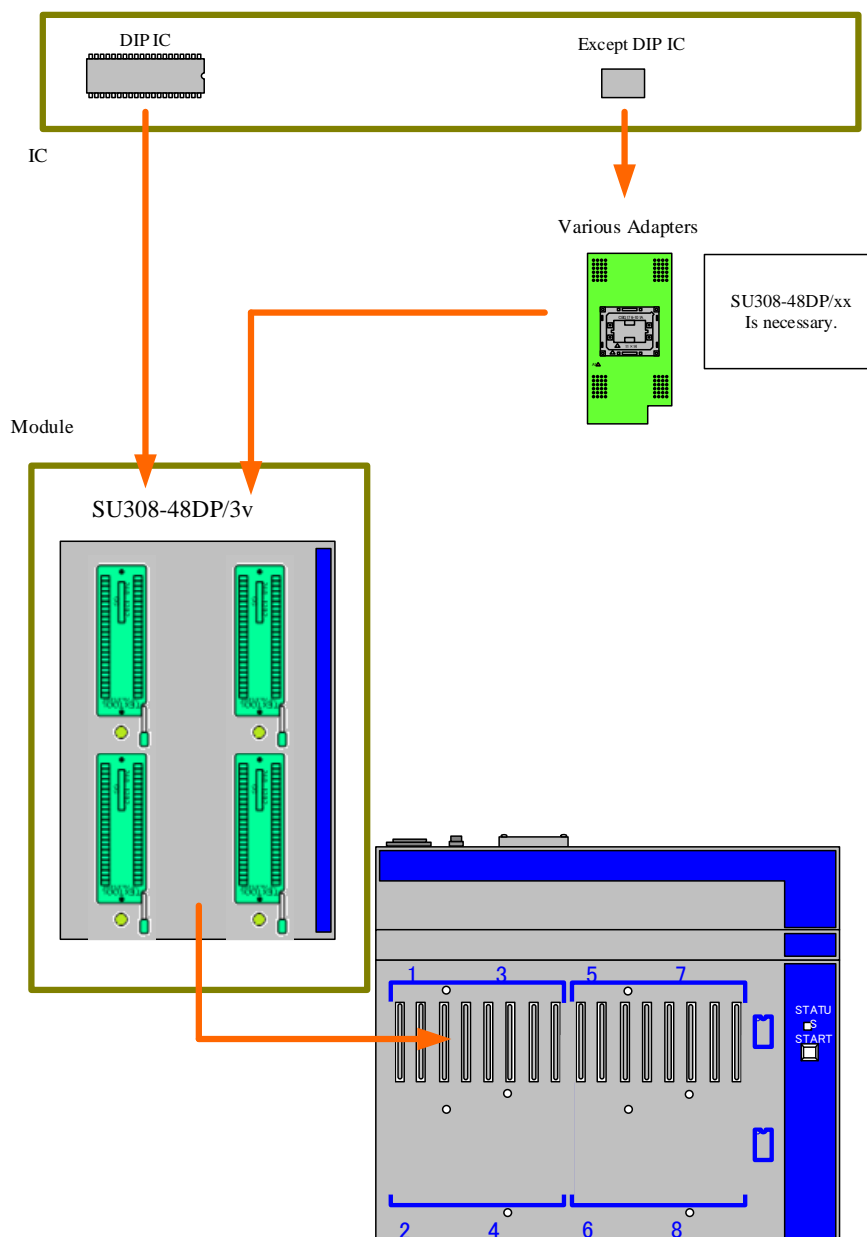 DIP IC
Except DIP IC
IC
Various Adapters
SU308-48DP/xx
Is necessary.
Module
SU308-48DP/3v
1 3 5 7
STATU
S
START
2 4 6 8